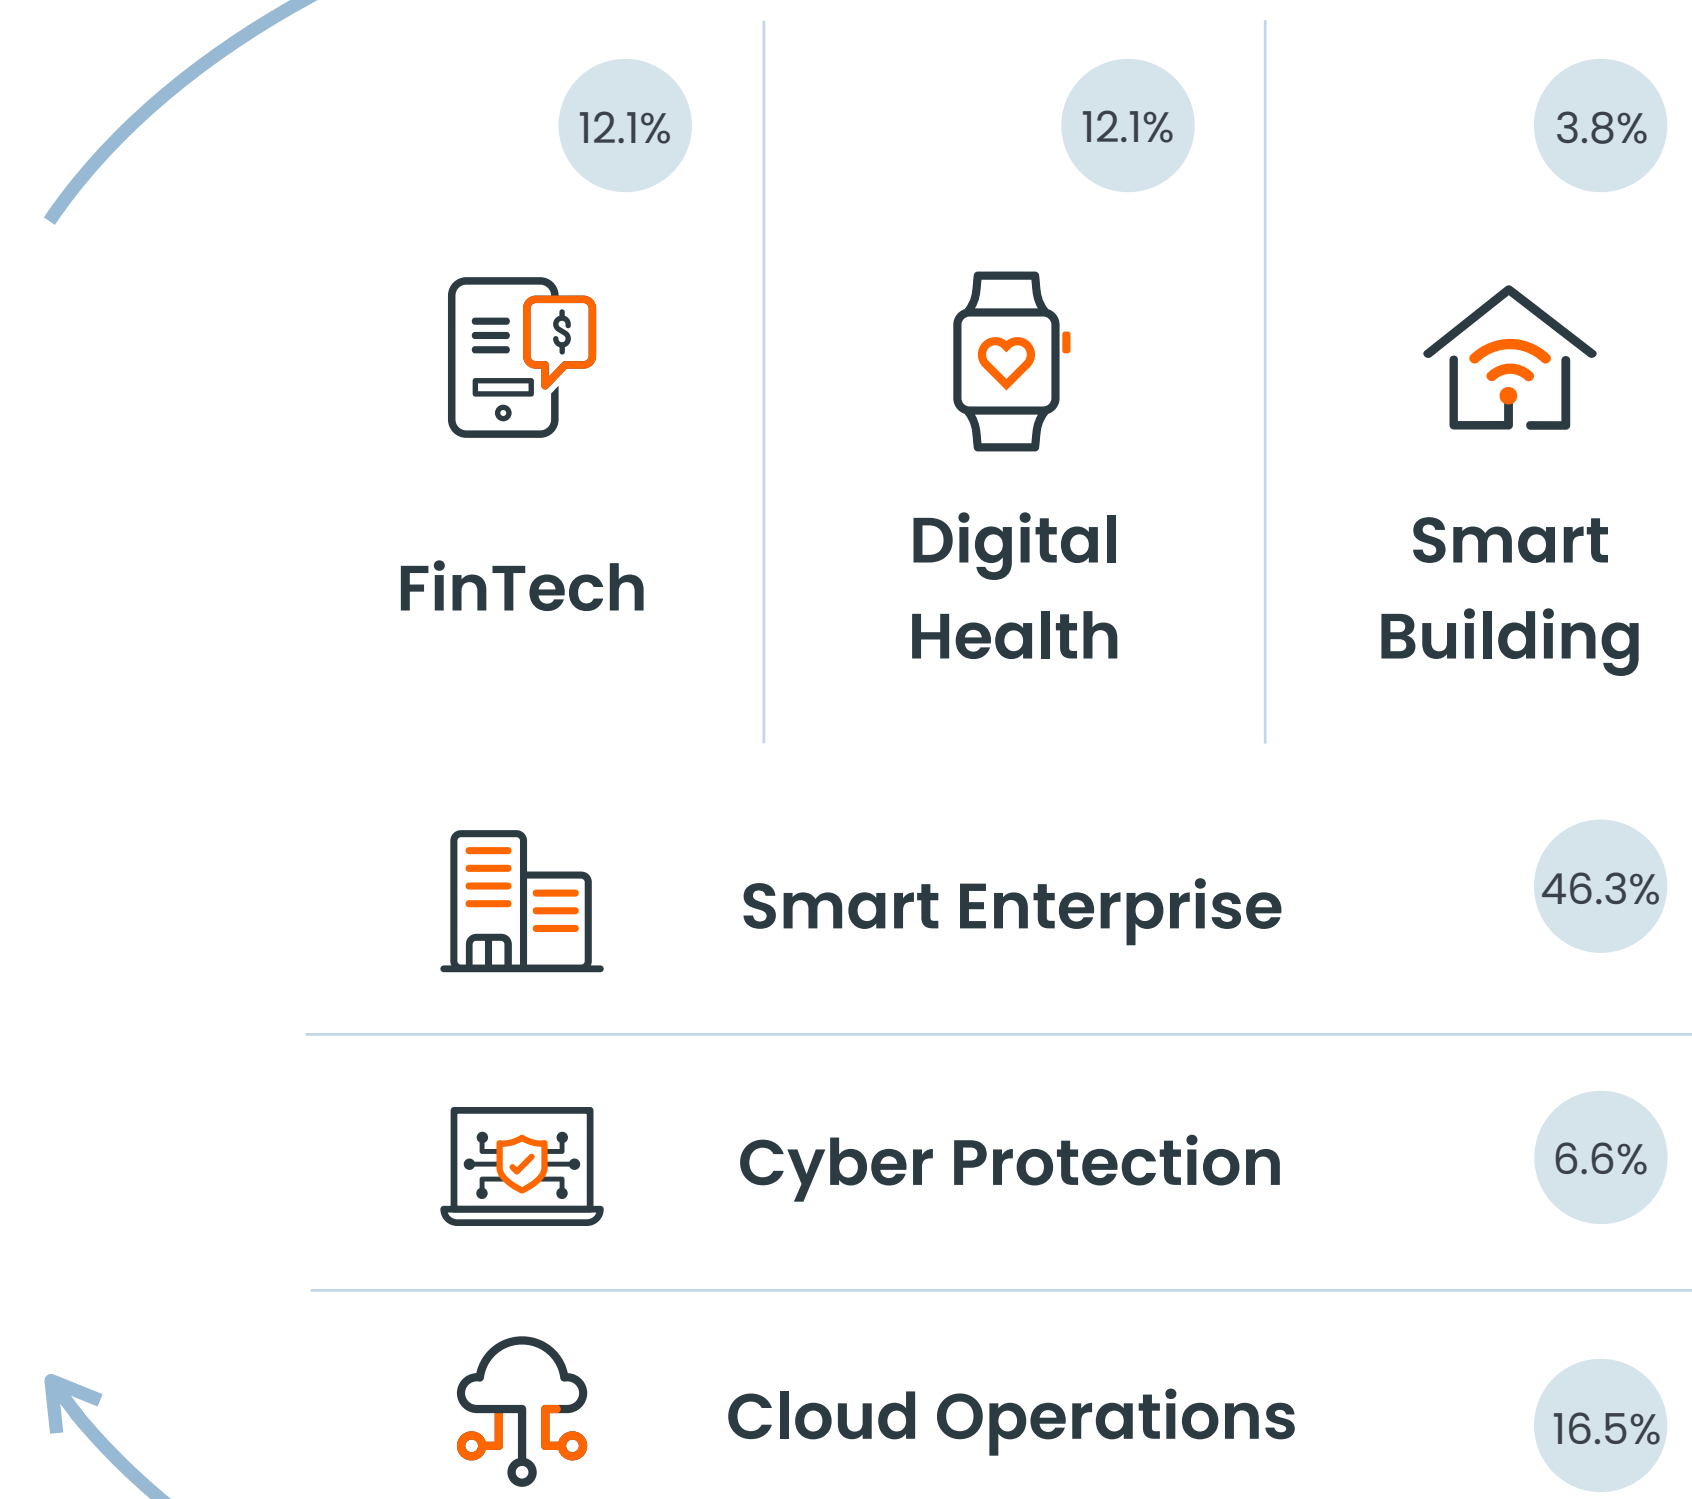 12.1%
12.1%
3.8%
$
FinTech
Digital
Health
Smart
Building
Smart Enterprise
46.3%
Cyber Protection
6.6%
Cloud Operations
16.5%